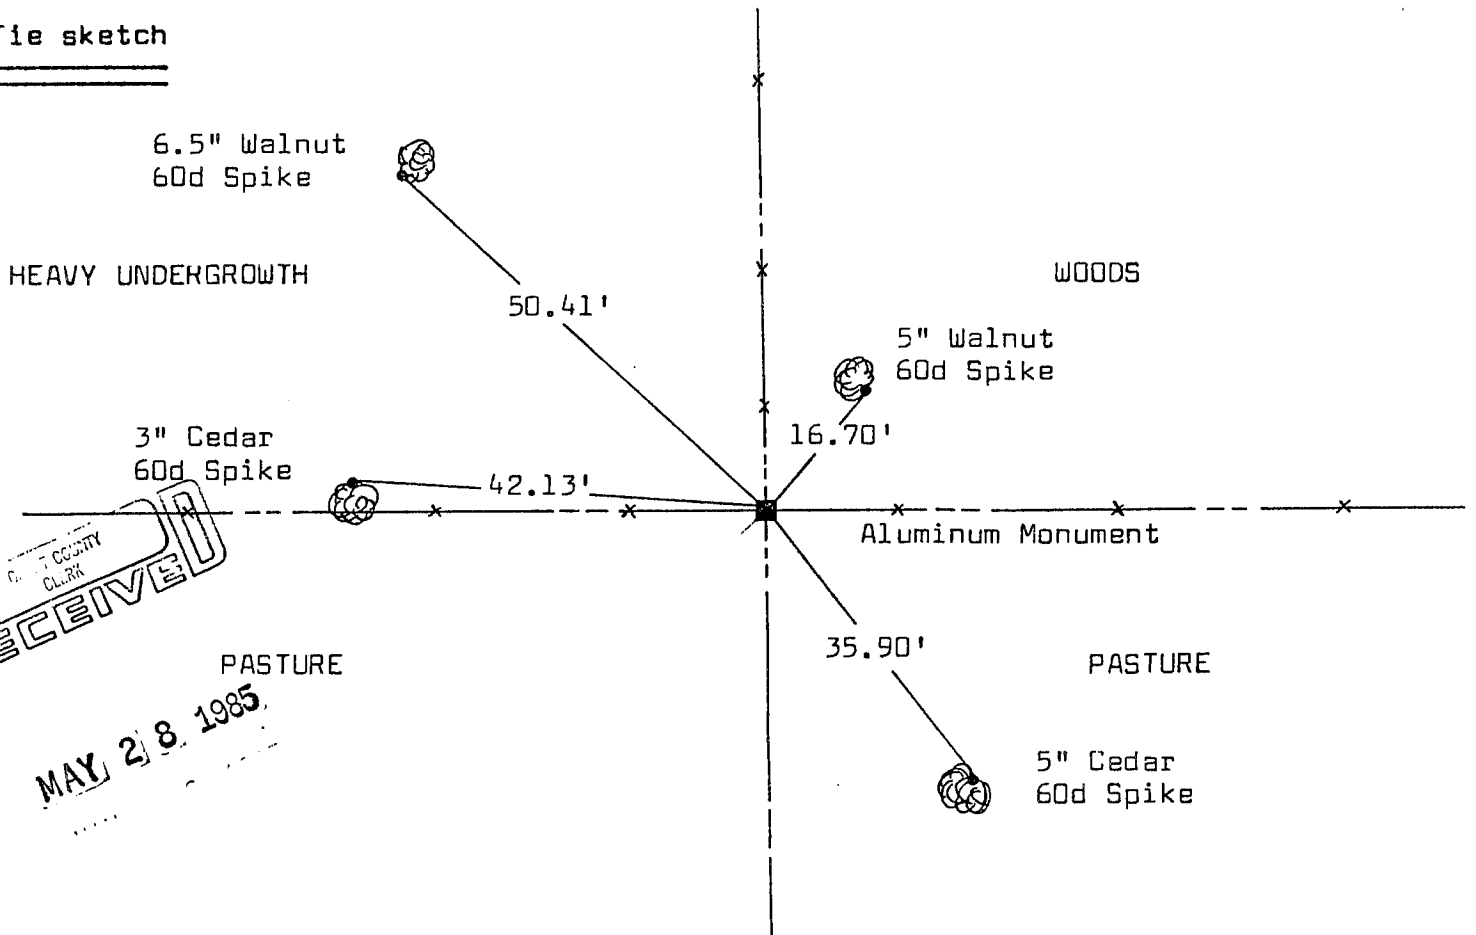 Tie sketch
6.5" Walnut
60d Spike
HEAVY UNDERGROWTH
WOODS
50.41'
5" Walnut
60d Spike
16.70'
3" Cedar
60d Spike
42.13'
Aluminum Monument
COUNTY
CLERK
RECEIVED
PASTURE
35.90'
PASTURE
MAY 28 1985
5" Cedar
60d Spike